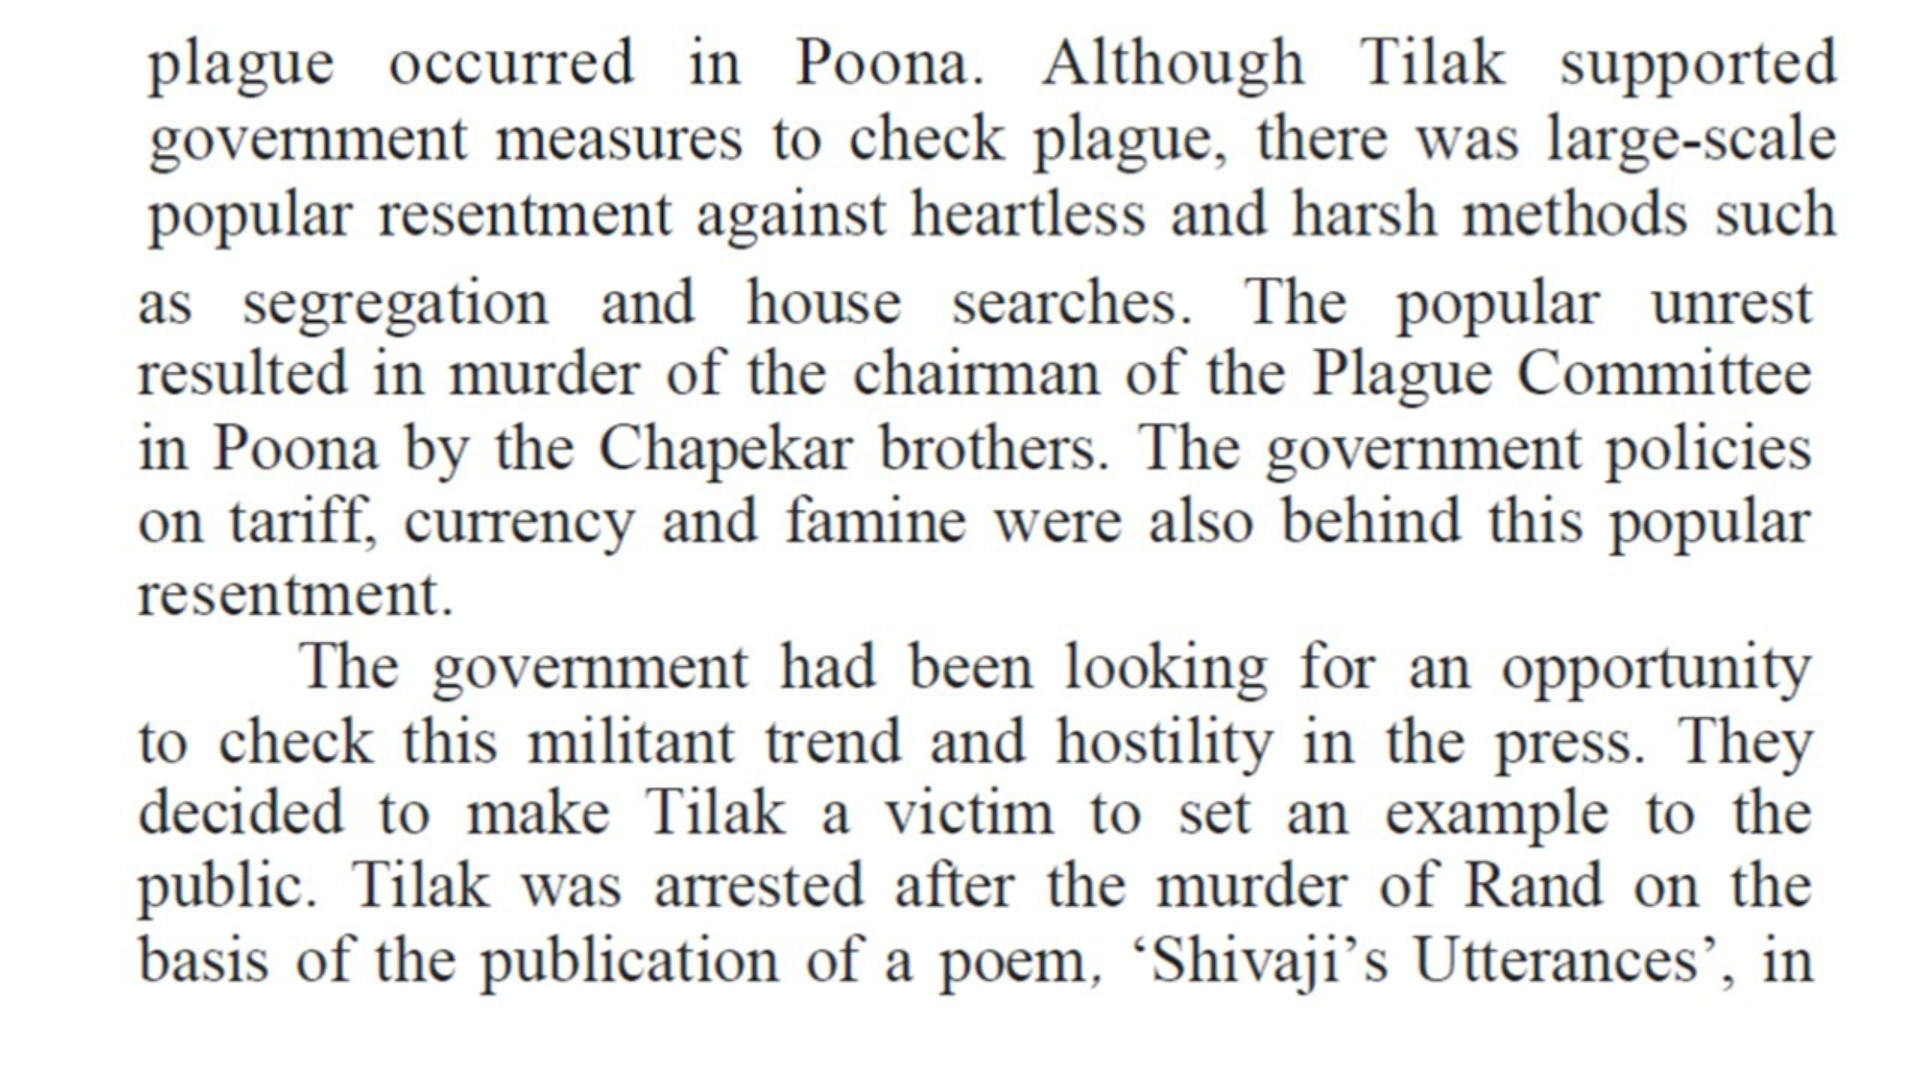 plague occurred in Poona. Although Tilak supported
government measures to check plague, there was large-scale
popular resentment against heartless and harsh methods such
as segregation and house searches. The popular unrest
resulted in murder of the chairman of the Plague Committee
in Poona by the Chapekar brothers. The government policies
on tariff, currency and famine were also behind this popular
resentment.
The government had been looking for an opportunity
to check this militant trend and hostility in the press. They
decided to make Tilak a victim to set an example to the
public. Tilak was arrested after the murder of Rand on the
basis of the publication of a poem, ‘Shivaji’s Utterances’, in